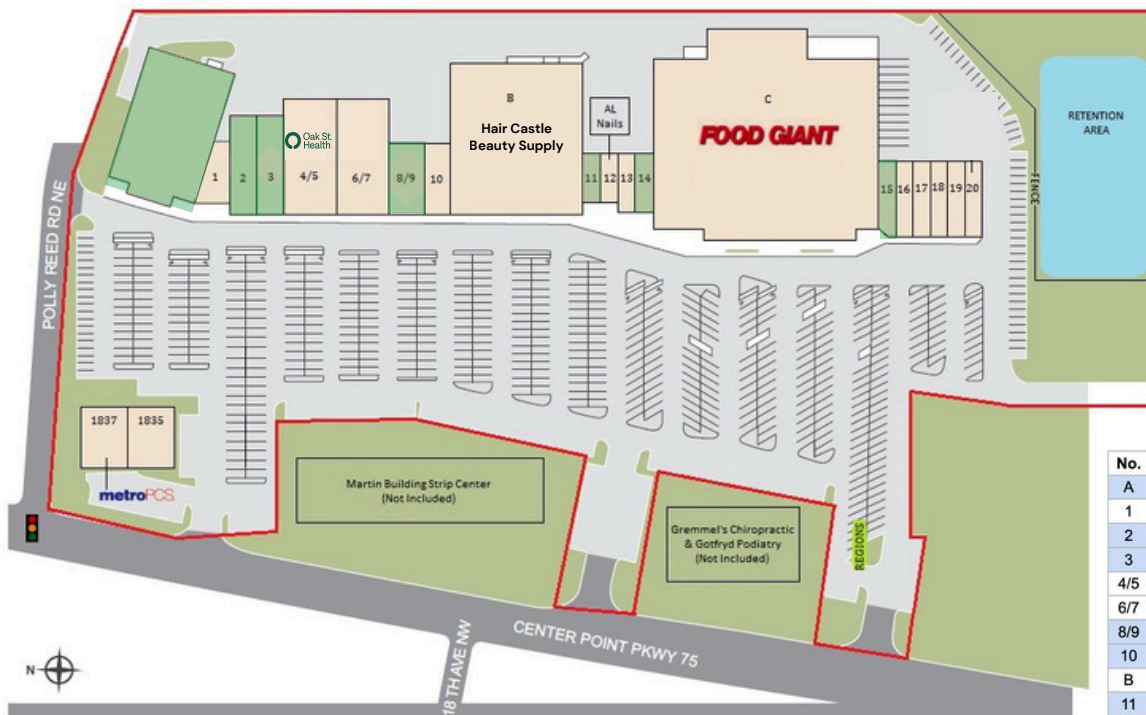 B
Hair Castle
Beauty Supply
AL
Nails
C
FOOD GIANT
RETENTION
AREA
Oak St.
Health
1
2
3
4/5
6/7
8/9
10
11
12
13
14
15
16
17
18
19
20
FENCE
POLLY REED RD NE
1837
1835
metroPCS.
Martin Building Strip Center
(Not Included)
Gremmel's Chiropractic
& Gotfryd Podiatry
(Not Included)
REGIONS
CENTER POINT PKWY 75
18 TH AVE NW
N
No.
A
1
2
3
4/5
6/7
8/9
10
B
11